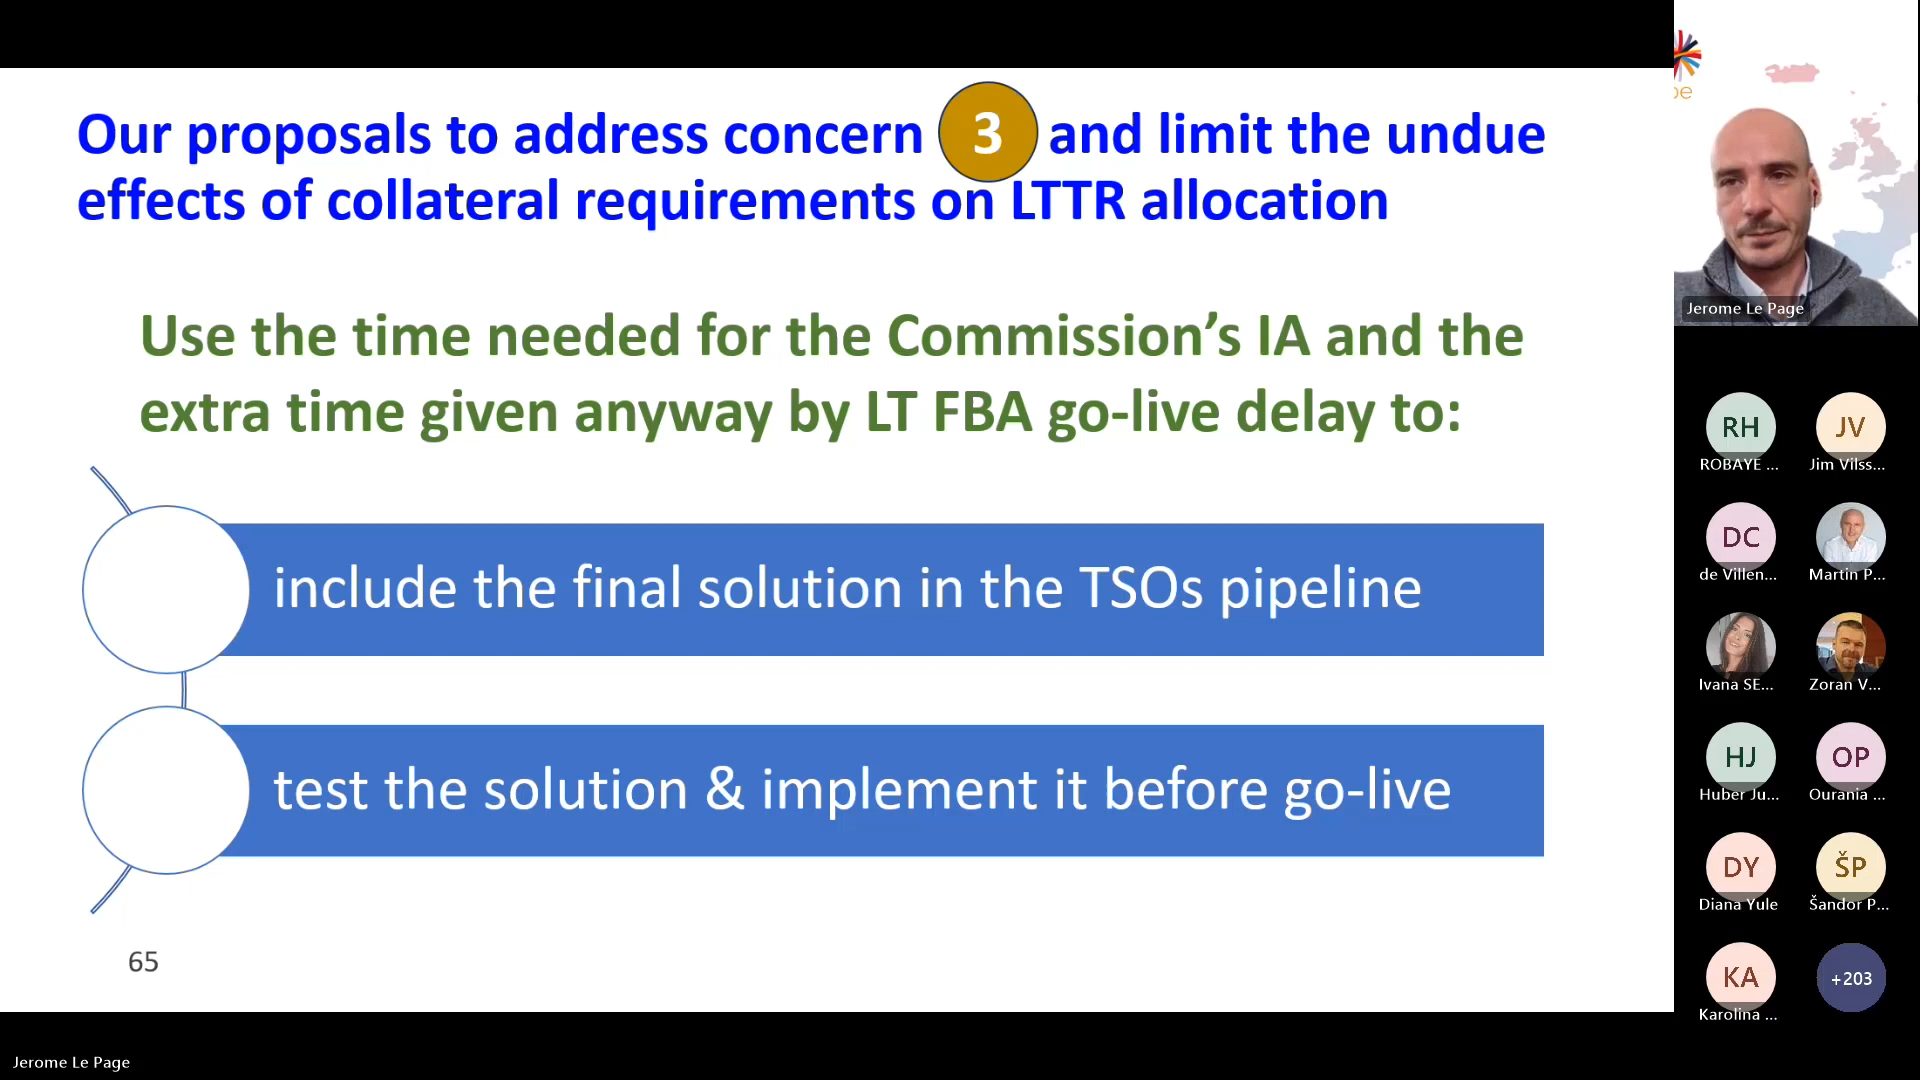 Our proposals to address concern 3 and limit the undue
effects of collateral requirements on LTTR allocation
Use the time needed for the Commission’s IA and the
extra time given anyway by LT FBA go-live delay to:
include the final solution in the TSOs pipeline
test the solution & implement it before go-live
65
Jerome Le Page
be
Jerome Le Page
RH
JV
ROBAYE ...
Jim Vilss...
DC
de Villen...
Martin P...
Ivana SE...
Zoran V...
HJ
OP
Huber Ju...
Ourania ...
DY
ŠP
Diana Yule
Šandor P...
KA
+203
Karolina ...